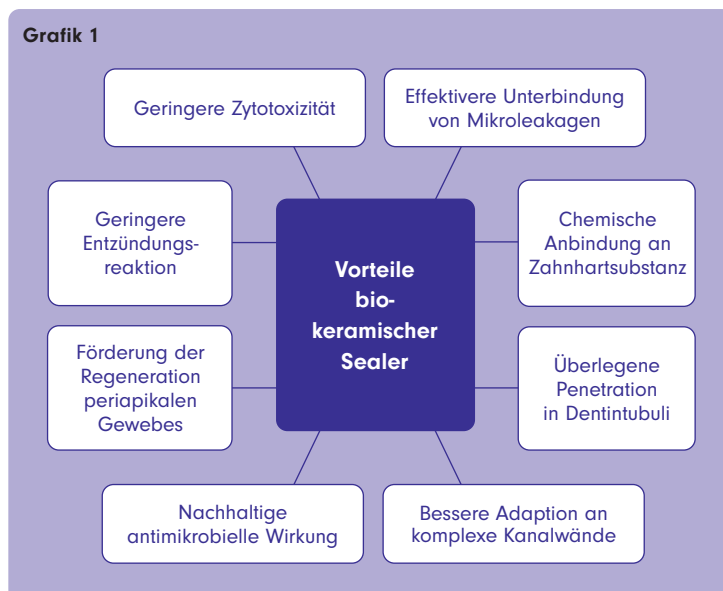 Grafik 1
Geringere Zytotoxizität
Effektivere Unterbindung
von Mikroleakagen
Geringere
Entzündungs-
reaktion
Vorteile
bio-
keramischer
Sealer
Chemische
Anbindung an
Zahnhartsubstanz
Förderung der
Regeneration
periapikalen
Gewebes
Überlegene
Penetration
in Dentintubuli
Nachhaltige
antimikrobielle Wirkung
Bessere Adaption an
komplexe Kanalwände